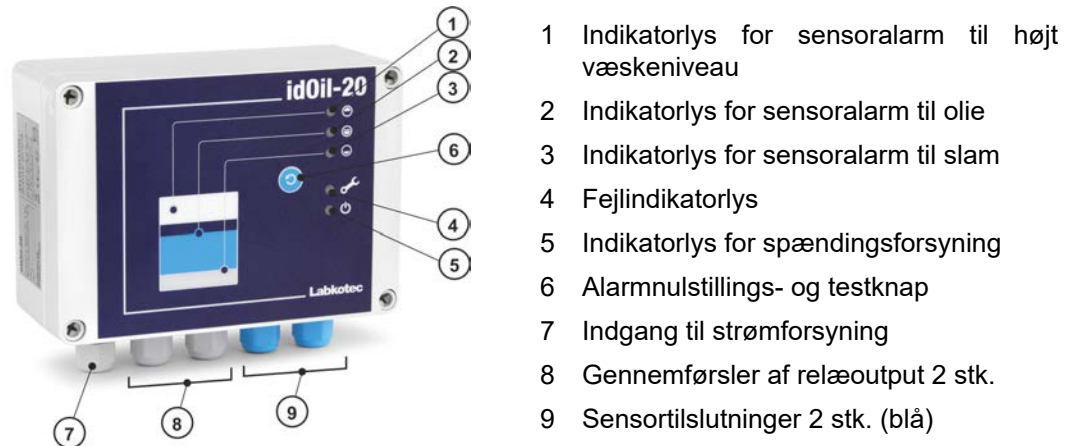 idOil-20
Labkotec
1
2
3
6
4
5
7
8
9
1 Indikatorlys for sensoralarm til højt
væskeniveau
2 Indikatorlys for sensoralarm til olie
3 Indikatorlys for sensoralarm til slam
4 Fejlindikatorlys
5 Indikatorlys for spændingsforsyning
6 Alarmnulstillings- og testknap
7 Indgang til strømforsyning
8 Gennemførsler af relæoutput 2 stk.
9 Sensortilslutninger 2 stk. (blå)